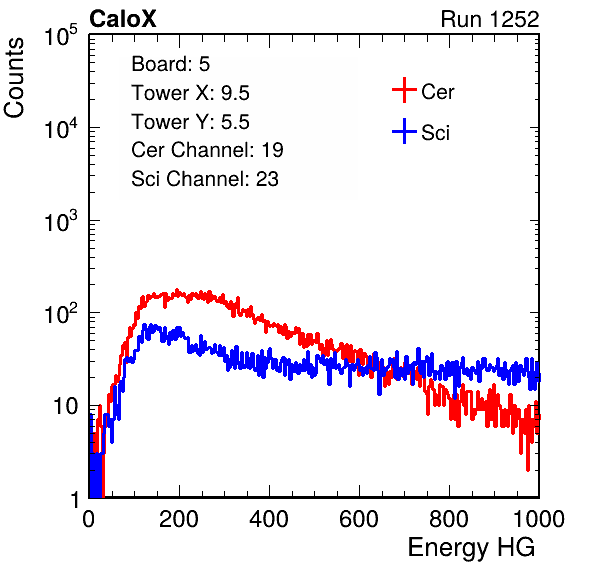 CaloX Run 1252
Counts
10^5
10^4
10^3
10^2
10
1
Board: 5
Tower X: 9.5
Tower Y: 5.5
Cer Channel: 19
Sci Channel: 23
Cer
Sci
0 200 400 600 800 1000
Energy HG